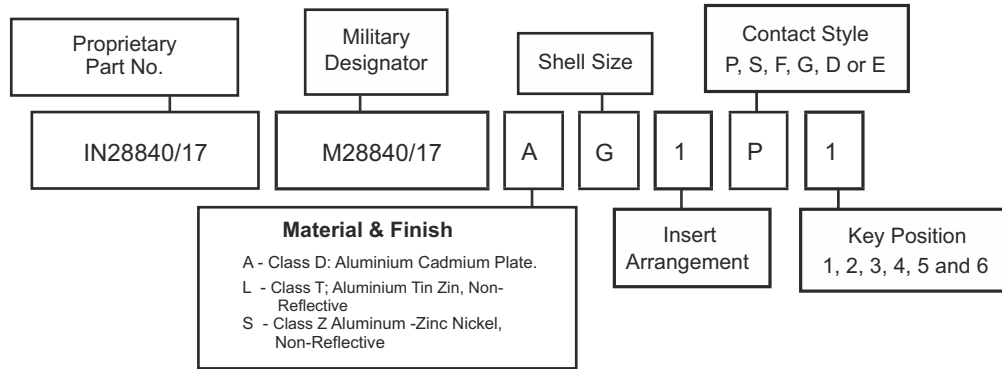 Proprietary
Part No.
Military
Designator
Shell Size
Contact Style
P, S, F, G, D or E
IN28840/17
M28840/17
A
G
1
P
1
Material & Finish
A - Class D: Aluminium Cadmium Plate.
L - Class T; Aluminium Tin Zin, Non-
Reflective
S - Class Z Aluminum -Zinc Nickel,
Non-Reflective
Insert
Arrangement
Key Position
1, 2, 3, 4, 5 and 6